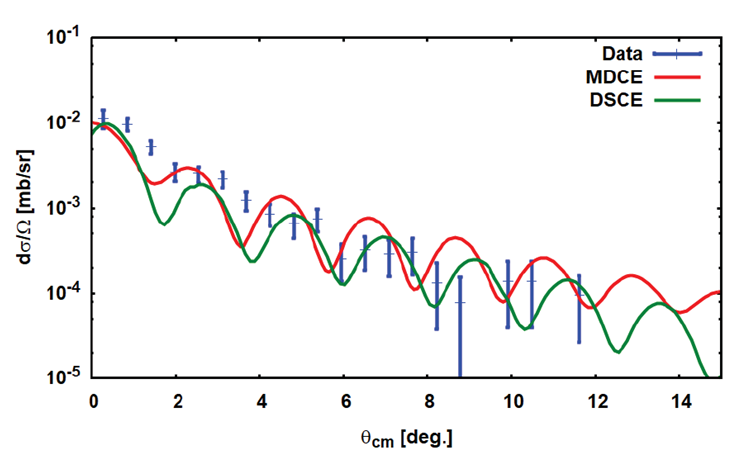 10⁻¹
10⁻²
10⁻³
10⁻⁴
10⁻⁵
dσ/Ω [mb/sr]
Data
MDCE
DSCE
0 2 4 6 8 10 12 14
θcm [deg.]